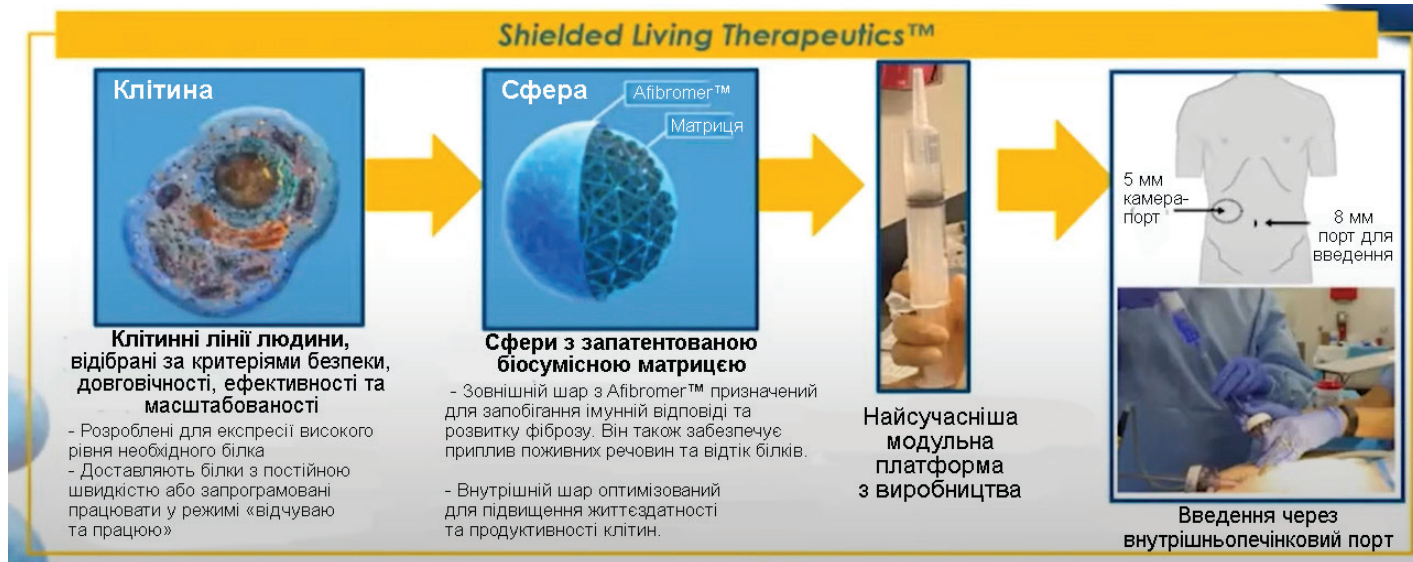 Shielded Living Therapeutics™
Клітина
Клітинні лінії людини,
відібрані за критеріями безпеки,
довговічності, ефективності та
масштабованості
- Розроблені для експресії високого
рівня необхідного білка
- Доставляють білки з постійною
швидкістю або запрограмовані
працювати у режимі «відчуваю
та працюю»
Сфера
Afibromer™
Матриця
Сфери з запатентованою
біосумісною матрицею
- Зовнішній шар з Afibromer™ призначений
для запобігання імунній відповіді та
розвитку фіброзу. Він також забезпечує
приплив поживних речовин та відтік білків.
- Внутрішній шар оптимізований
для підвищення життєздатності
та продуктивності клітин.
Найсучасніша
модульна
платформа
з виробництва
5 мм
камера-
порт
8 мм
порт для
введення
Введення через
внутрішньопечінковий порт